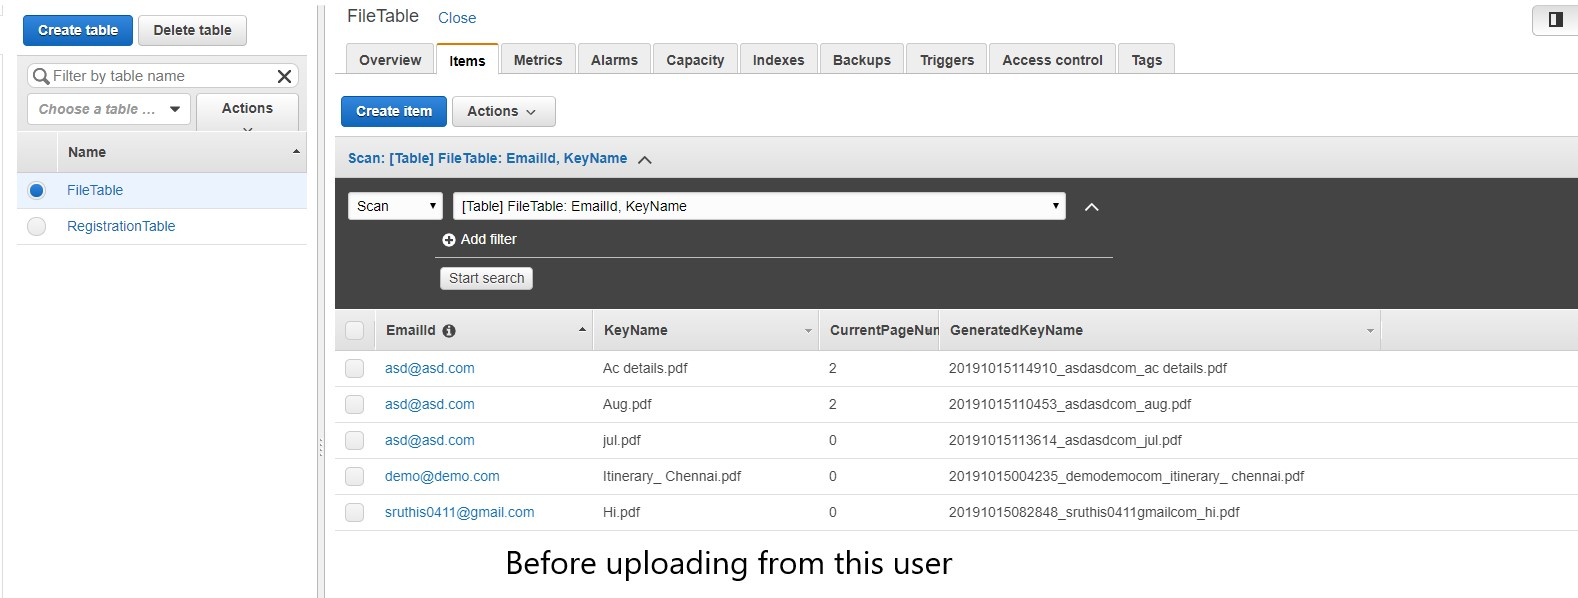 Create table Delete table
Filter by table name
Choose a table ... Actions
Name
FileTable
RegistrationTable
FileTable Close
Overview Items Metrics Alarms Capacity Indexes Backups Triggers Access control Tags
Create item Actions
Scan: [Table] FileTable: EmailId, KeyName
Scan [Table] FileTable: EmailId, KeyName
Add filter
Start search
EmailId KeyName CurrentPageNum GeneratedKeyName
asd@asd.com Ac details.pdf 2 20191015114910_asdasdcom_ac details.pdf
asd@asd.com Aug.pdf 2 20191015110453_asdasdcom_aug.pdf
asd@asd.com jul.pdf 0 20191015113614_asdasdcom_jul.pdf
demo@demo.com Itinerary_ Chennai.pdf 0 20191015004235_demodemocom_itinerary_ chennai.pdf
sruthis0411@gmail.com Hi.pdf 0 20191015082848_sruthis0411gmailcom_hi.pdf
Before uploading from this user